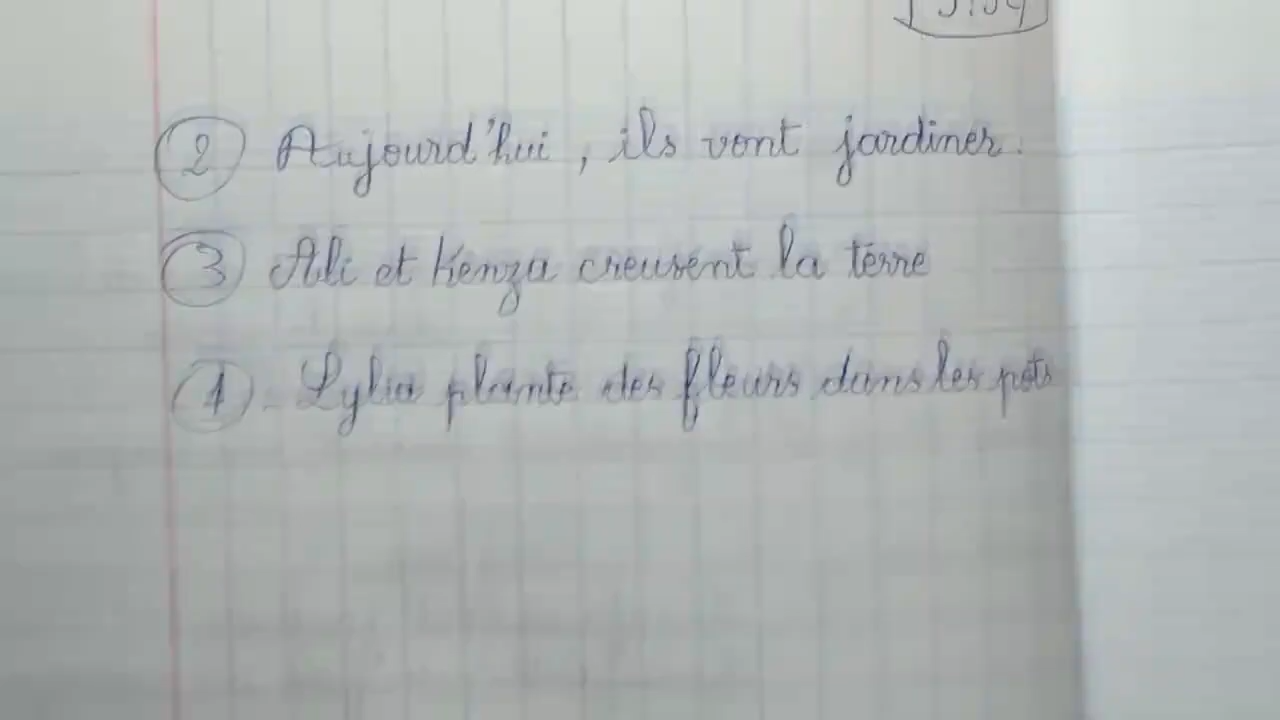 ② Aujourd'hui, ils vont jardiner.
③ Ali et Kenza creusent la terre
① - Lylia plante des fleurs dans les pots